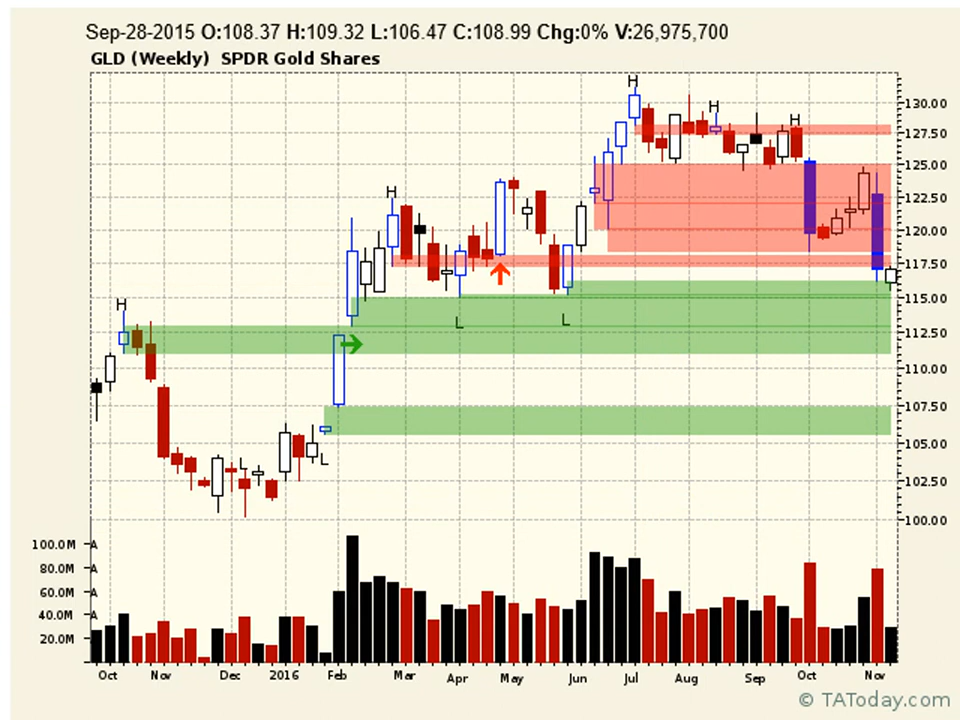 Sep-28-2015 O:108.37 H:109.32 L:106.47 C:108.99 Chg:0% V:26,975,700
GLD (Weekly) SPDR Gold Shares
H
H
130.00
H
127.50
125.00
H
122.50
120.00
117.50
H
115.00
L L
112.50
110.00
107.50
105.00
L
102.50
100.00
100.0M A
80.0M A
60.0M A
40.0M A
20.0M
Oct Nov Dec 2016 Feb Mar Apr May Jun Jul Aug Sep Oct Nov
© TAToday.com